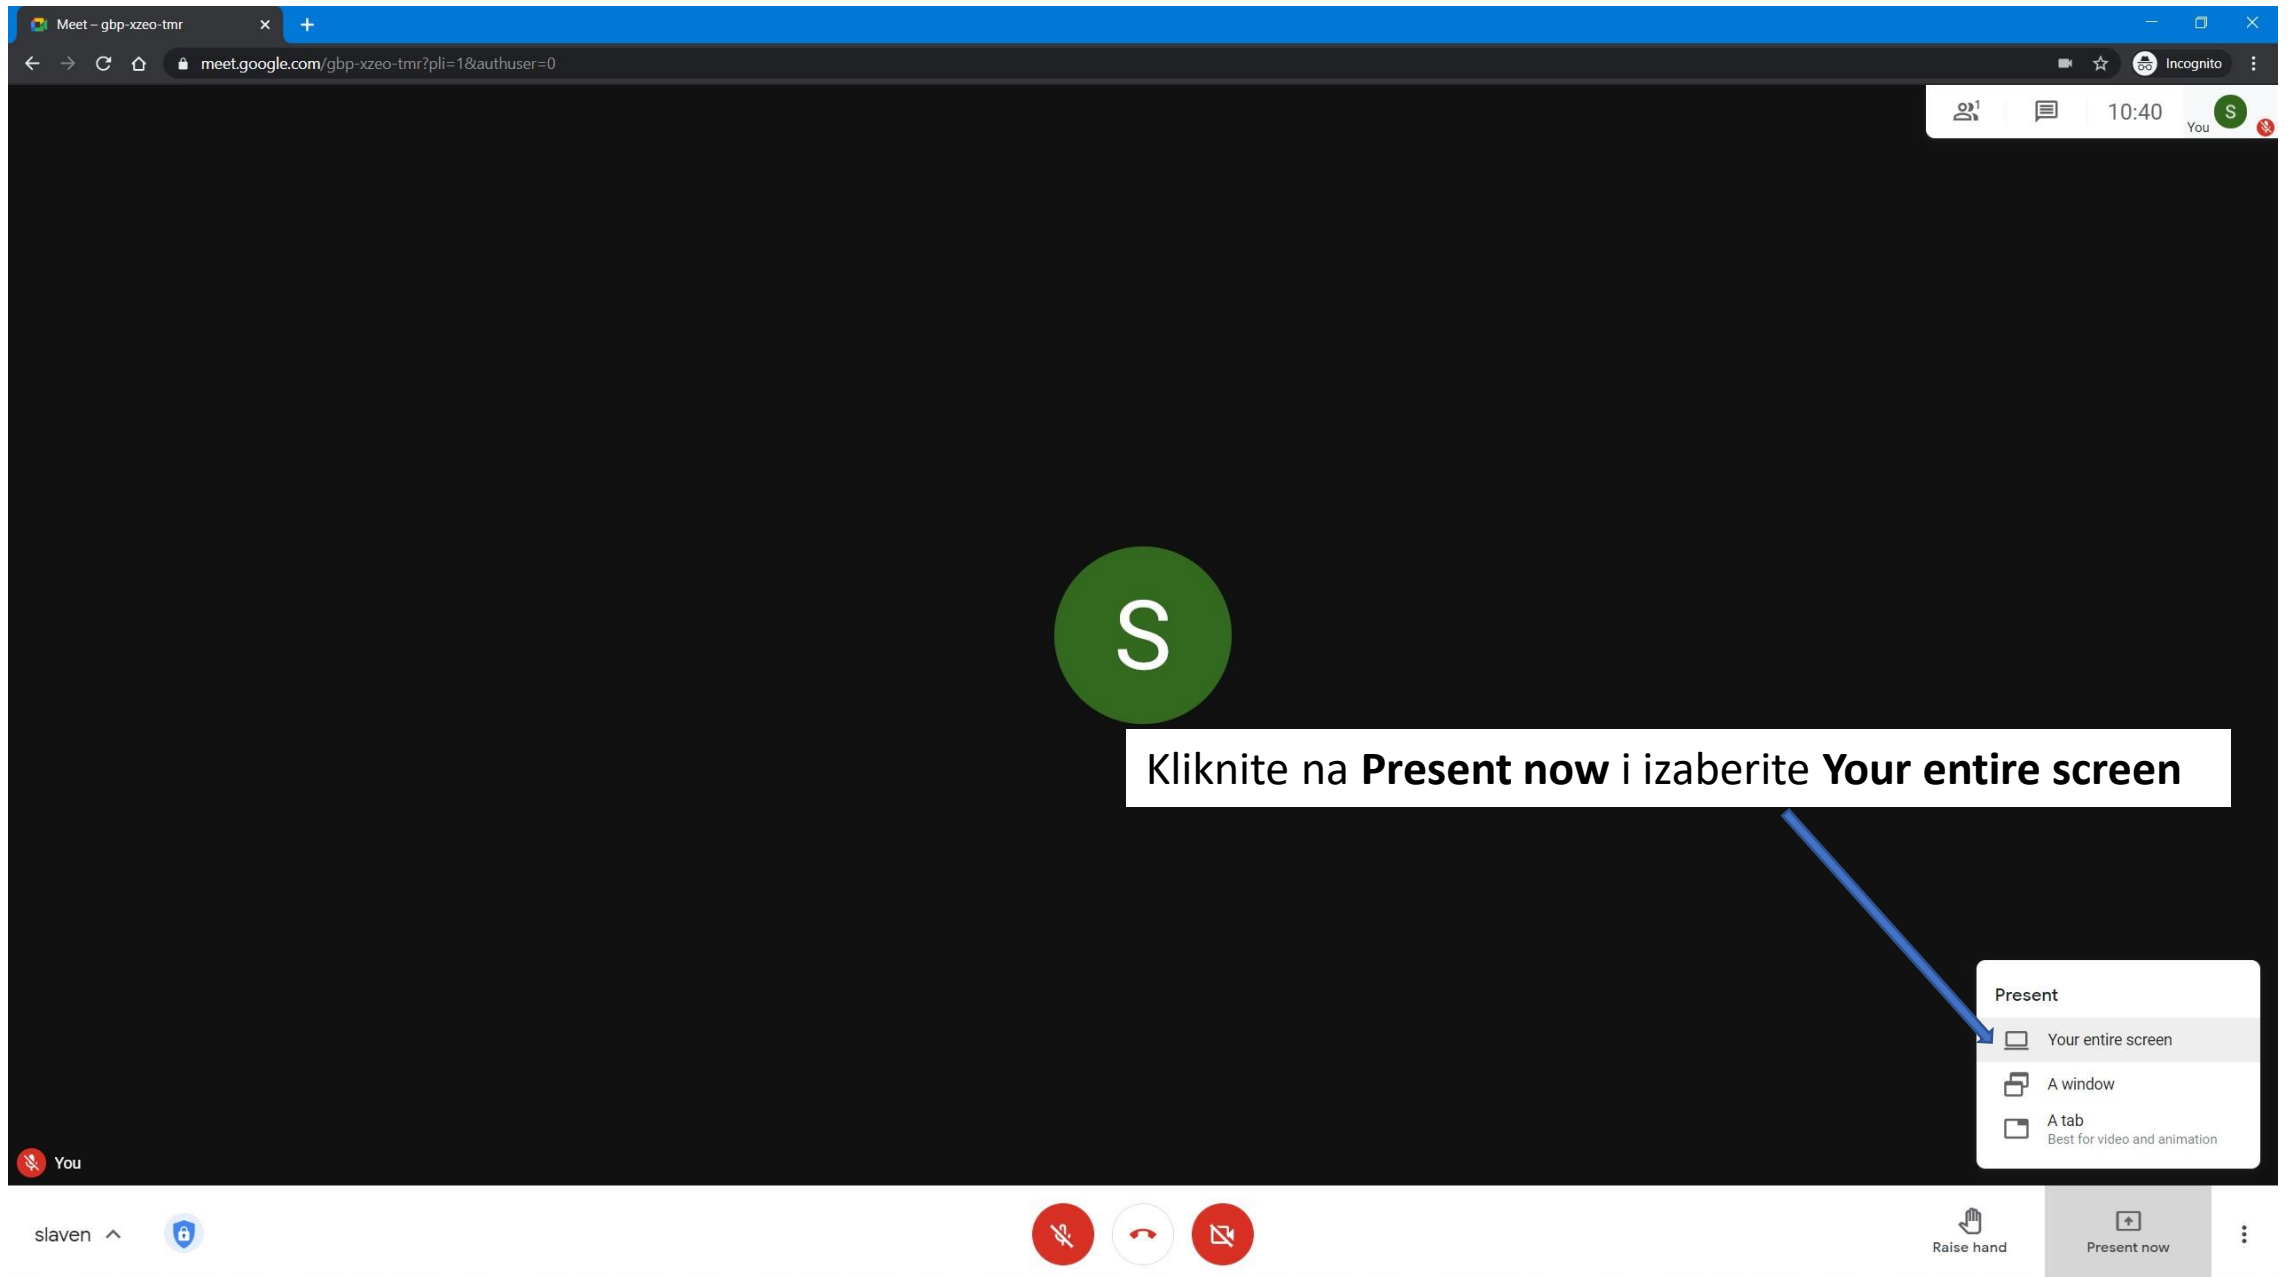 Meet – gbp-xzeo-tmr
meet.google.com/gbp-xzeo-tmr?pli=1&authuser=0
Incognito
1
10:40
You
S
S
Kliknite na Present now i izaberite Your entire screen
Present
Your entire screen
A window
A tab
Best for video and animation
You
slaven
Raise hand
Present now